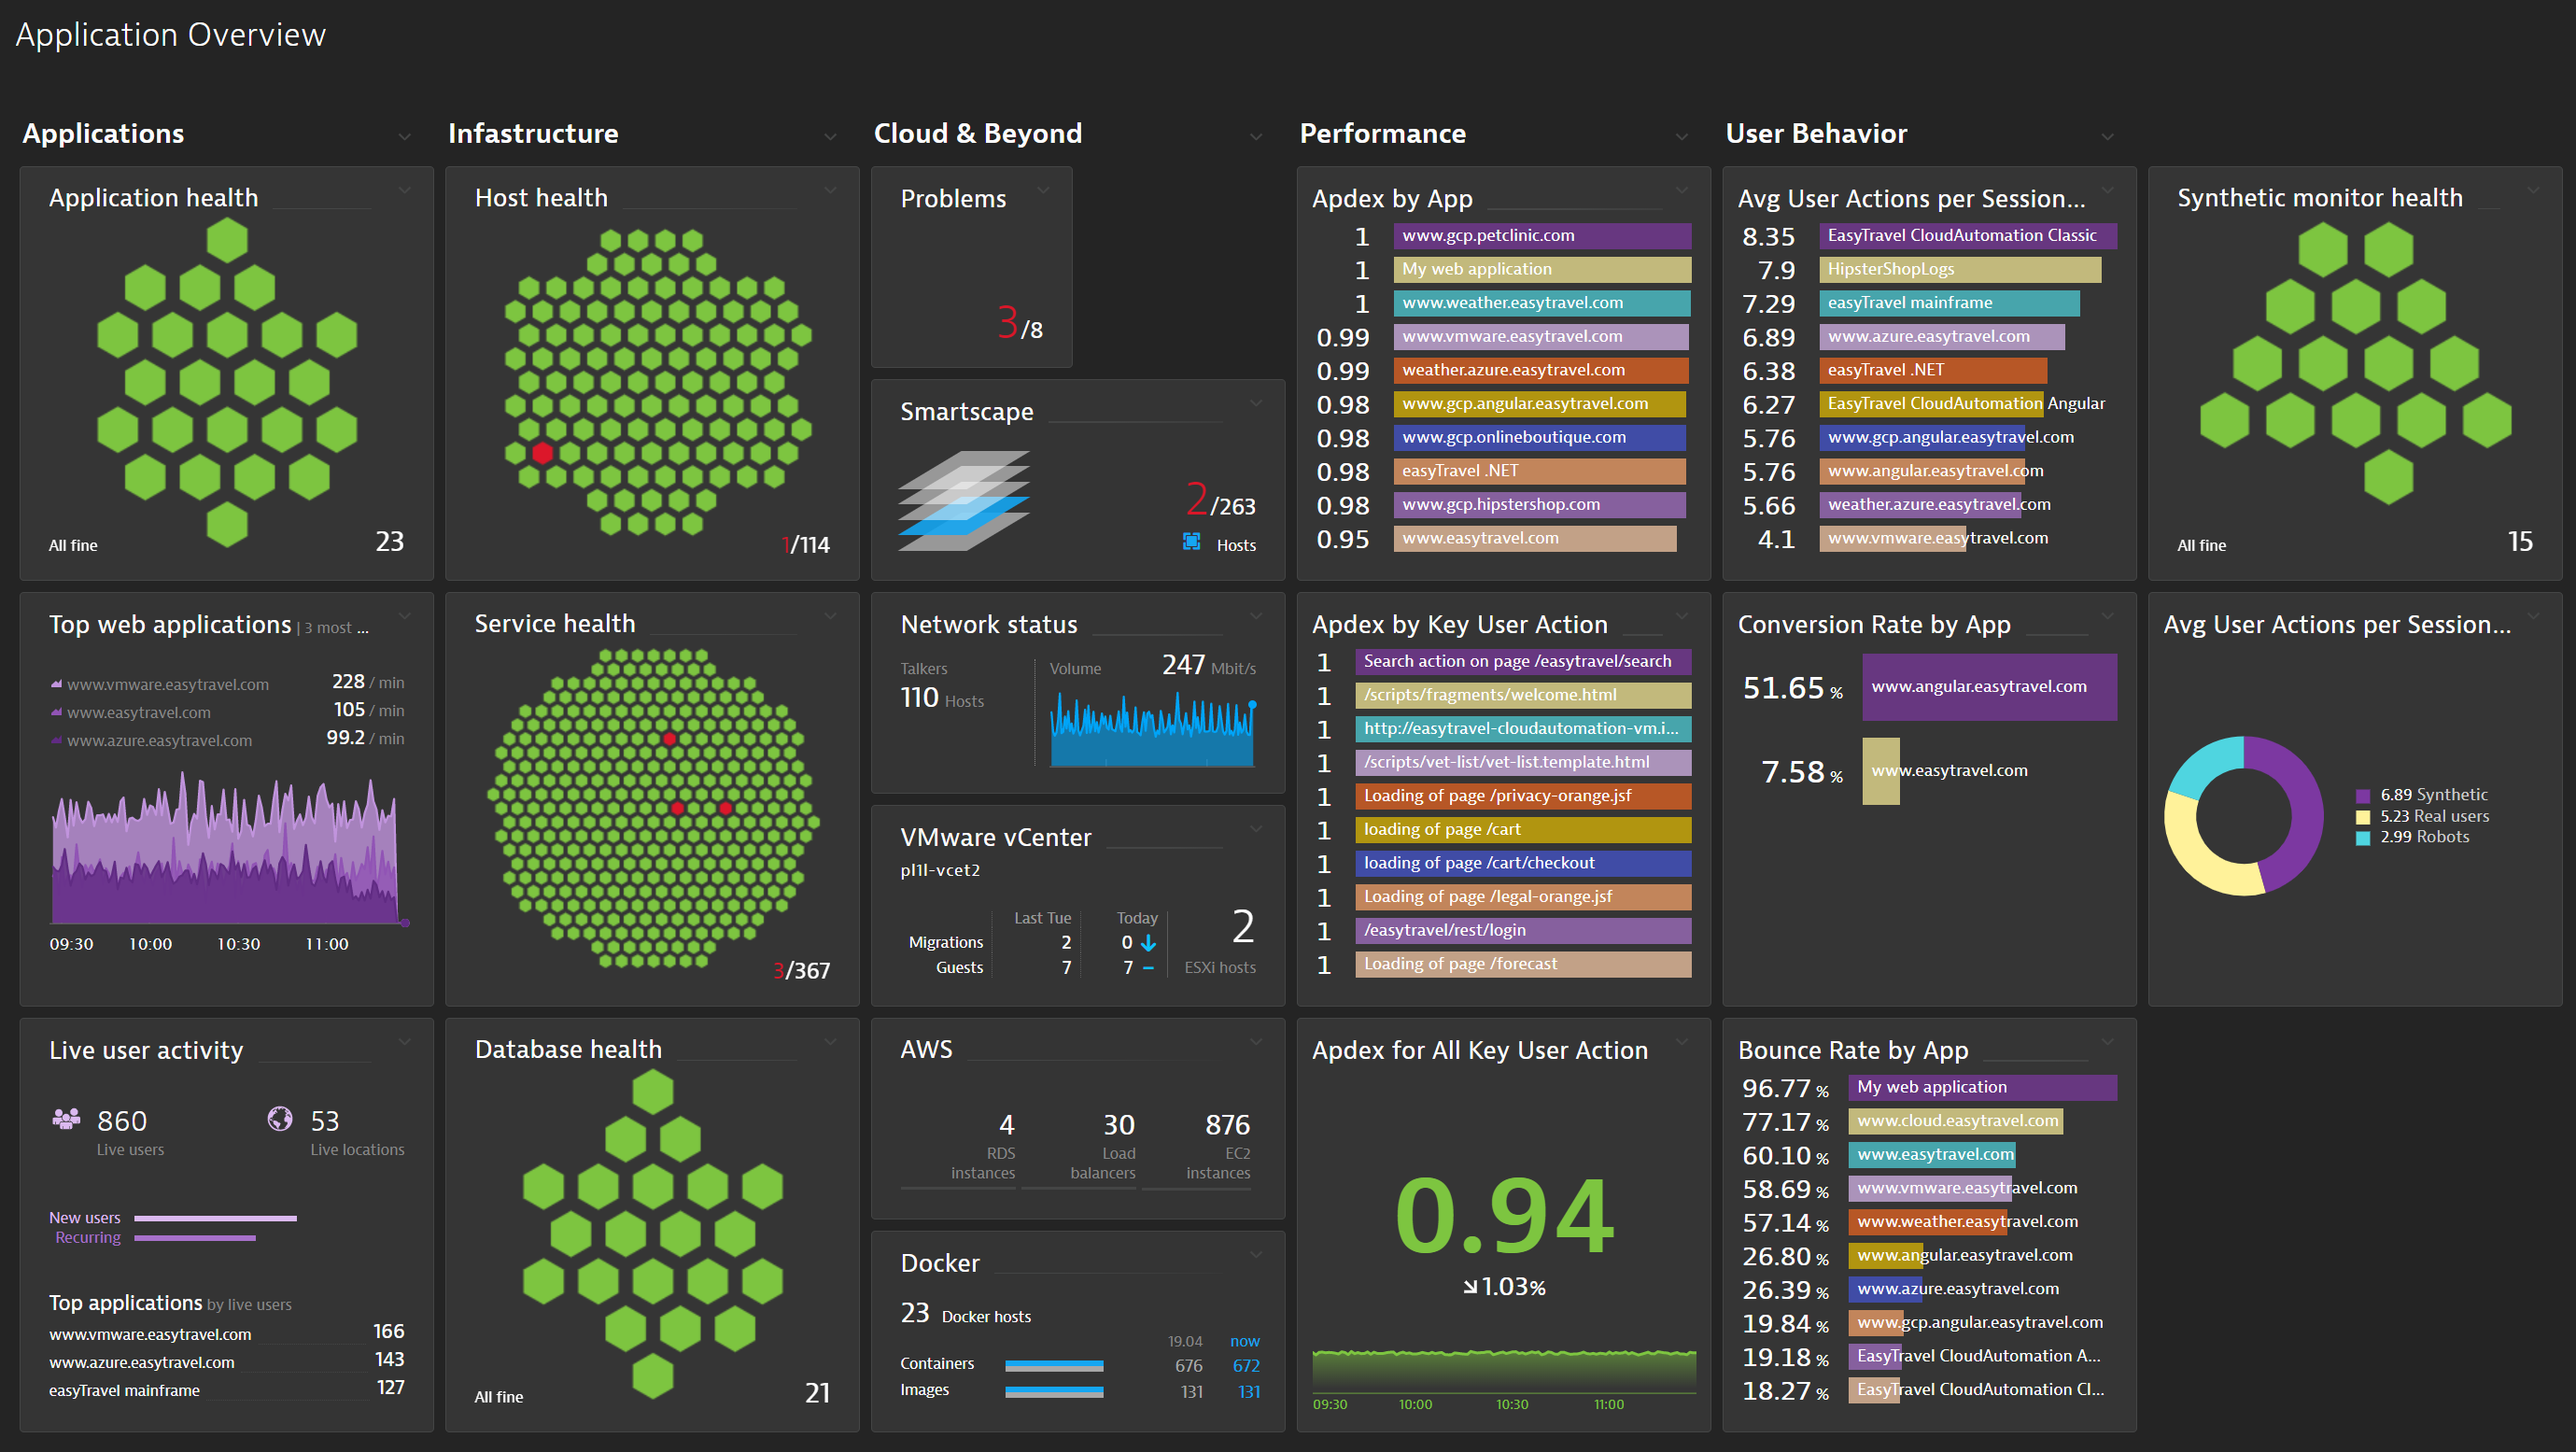 Application Overview
Applications
Infastructure
Cloud & Beyond
Performance
User Behavior
Application health
All fine
23
Host health
1/114
Problems
3/8
Smartscape
2/263
Hosts
Apdex by App
1 www.gcp.petclinic.com
1 My web application
1 www.weather.easytravel.com
0.99 www.vmware.easytravel.com
0.99 weather.azure.easytravel.com
0.98 www.gcp.angular.easytravel.com
0.98 www.gcp.onlineboutique.com
0.98 easyTravel .NET
0.98 www.gcp.hipstershop.com
0.95 www.easytravel.com
Avg User Actions per Session...
8.35 EasyTravel CloudAutomation Classic
7.9 HipsterShopLogs
7.29 easyTravel mainframe
6.89 www.azure.easytravel.com
6.38 easyTravel .NET
6.27 EasyTravel CloudAutomation Angular
5.76 www.gcp.angular.easytravel.com
5.76 www.angular.easytravel.com
5.66 weather.azure.easytravel.com
4.1 www.vmware.easytravel.com
Synthetic monitor health
All fine
15
Top web applications | 3 most ...
www.vmware.easytravel.com 228 / min
www.easytravel.com 105 / min
www.azure.easytravel.com 99.2 / min
09:30 10:00 10:30 11:00
Service health
3/367
Network status
Talkers
110 Hosts
Volume 247 Mbit/s
VMware vCenter
pl1l-vcet2
Last Tue Today
Migrations 2 0
Guests 7 7
2
ESXi hosts
Apdex by Key User Action
1 Search action on page /easytravel/search
1 /scripts/fragments/welcome.html
1 http://easytravel-cloudautomation-vm.i...
1 /scripts/vet-list/vet-list.template.html
1 Loading of page /privacy-orange.jsf
1 loading of page /cart
1 loading of page /cart/checkout
1 Loading of page /legal-orange.jsf
1 /easytravel/rest/login
1 Loading of page /forecast
Conversion Rate by App
51.65 % www.angular.easytravel.com
7.58 % www.easytravel.com
Avg User Actions per Session...
6.89 Synthetic
5.23 Real users
2.99 Robots
Live user activity
860
Live users
53
Live locations
New users
Recurring
Top applications by live users
www.vmware.easytravel.com 166
www.azure.easytravel.com 143
easyTravel mainframe 127
Database health
All fine
21
AWS
4
RDS
instances
30
Load
balancers
876
EC2
instances
Docker
23 Docker hosts
19.04 now
Containers 676 672
Images 131 131
Apdex for All Key User Action
0.94
1.03%
09:30 10:00 10:30 11:00
Bounce Rate by App
96.77 % My web application
77.17 % www.cloud.easytravel.com
60.10 % www.easytravel.com
58.69 % www.vmware.easytravel.com
57.14 % www.weather.easytravel.com
26.80 % www.angular.easytravel.com
26.39 % www.azure.easytravel.com
19.84 % www.gcp.angular.easytravel.com
19.18 % EasyTravel CloudAutomation A...
18.27 % EasyTravel CloudAutomation Cl...